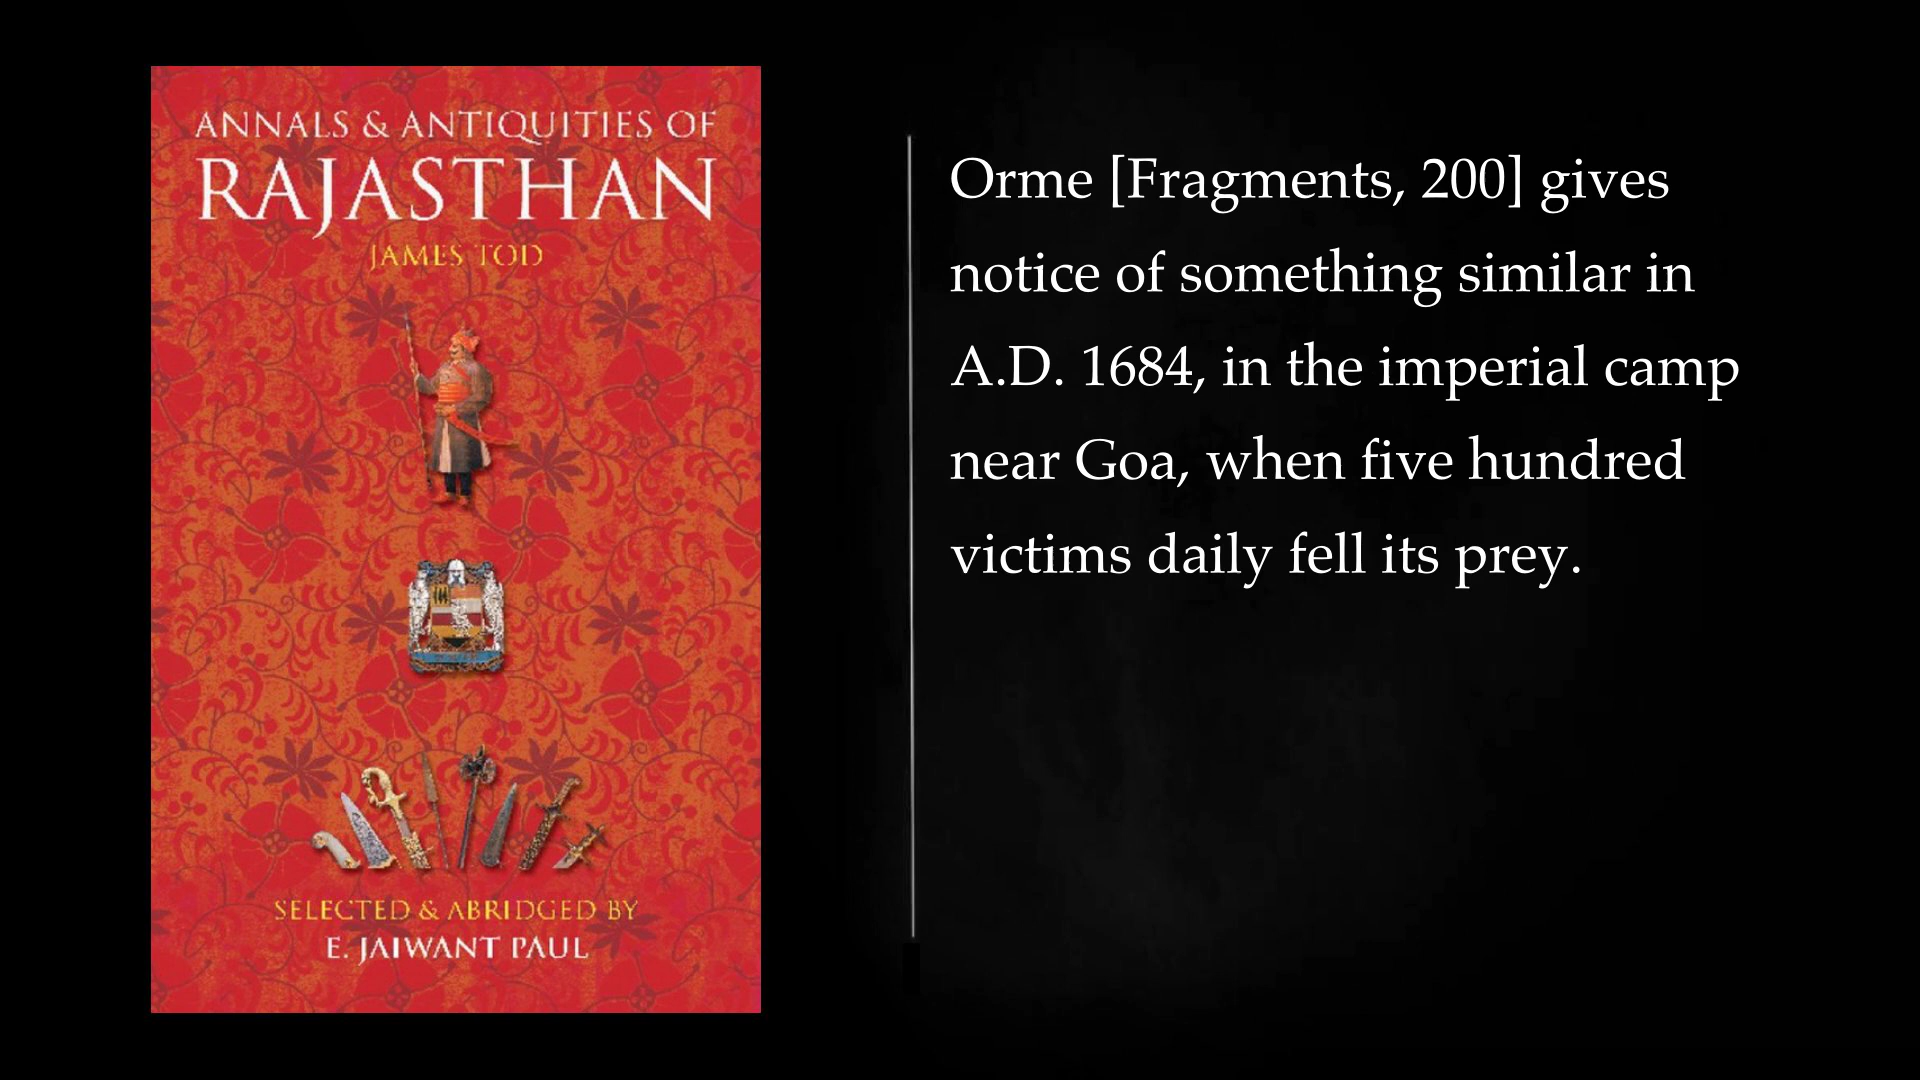 ANNALS & ANTIQUITIES OF
RAJASTHAN
JAMES TOD
SELECTED & ABRIDGED BY
E. JAIWANT PAUL
Orme [Fragments, 200] gives
notice of something similar in
A.D. 1684, in the imperial camp
near Goa, when five hundred
victims daily fell its prey.